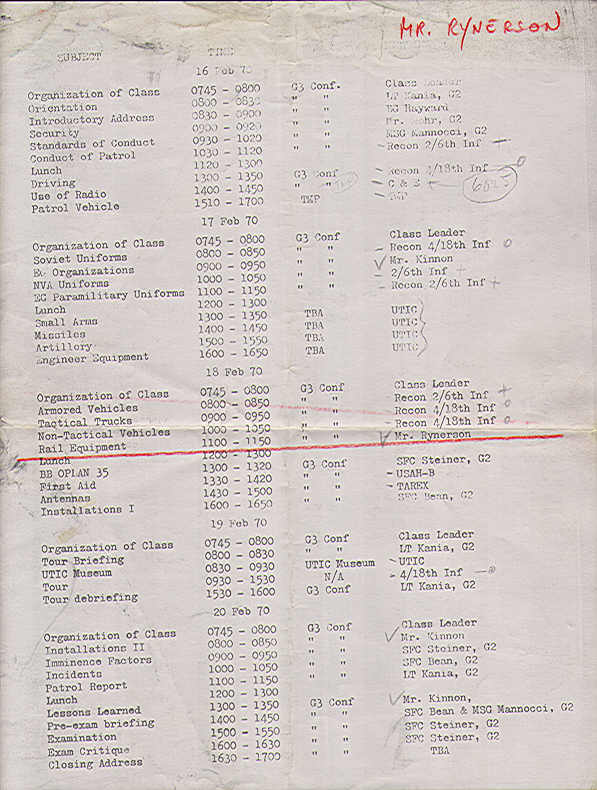 MR. RYNERSON
SUBJECT TIME
16 Feb 70
Organization of Class 0745 - 0800 G3 Conf. Class Leader
Orientation 0800 - 0830 " " LT Kania, G2
Introductory Address 0830 - 0900 " " BG Hayward
Security 0900 - 0920 " " Mr.
Standards of Conduct 0930 - 1020 " " MSG Mannocci, G2
Conduct of Patrol 1030 - 1120 " " - Recon 2/6th Inf +
Lunch 1120 - 1300
Driving 1300 - 1350 G3 Conf - Recon 4/18th Inf 0
Use of Radio 1400 - 1450 " " - C & E +
Patrol Vehicle 1510 - 1700 TMP - TMP
17 Feb 70
Organization of Class 0745 - 0800 G3 Conf Class Leader
Soviet Uniforms 0800 - 0850 " " - Recon 4/18th Inf 0
EG Organizations 0900 - 0950 " " ✓ Mr. Kinnon
NVA Uniforms 1000 - 1050 " " - 2/6th Inf +
EG Paramilitary Uniforms 1100 - 1150 " " - Recon 2/6th Inf +
Lunch 1200 - 1300
Small Arms 1300 - 1350 TBA UTIC
Missiles 1400 - 1450 TBA UTIC
Artillery 1500 - 1550 TBA UTIC
Engineer Equipment 1600 - 1650 TBA UTIC
18 Feb 70
Organization of Class 0745 - 0800 G3 Conf Class Leader
Armored Vehicles 0800 - 0850 " " Recon 2/6th Inf +
Taqtical Trucks 0900 - 0950 " " Recon 4/18th Inf 0
Non-Tactical Vehicles 1000 - 1050 " " Recon 4/18th Inf 0
Rail Equipment 1100 - 1150 " " ✓ Mr. Rynerson
Lunch 1200 - 1300
BB OPLAN 35 1300 - 1320 G3 Conf SFC Steiner, G2
First Aid 1330 - 1420 " " - USAH-B
Antennas 1430 - 1500 " " - TAREX
Installations I 1600 - 1650 " " SFC Bean, G2
19 Feb 70
Organization of Class 0745 - 0800 G3 Conf Class Leader
Tour Briefing 0800 - 0830 " " LT Kania, G2
UTIC Museum 0830 - 0930 UTIC Museum - UTIC
Tour 0930 - 1530 N/A - 4/18th Inf - 0
Tour debriefing 1530 - 1600 G3 Conf LT Kania, G2
20 Feb 70
Organization of Class 0745 - 0800 G3 Conf Class Leader
Installations II 0800 - 0850 " " ✓ Mr. Kinnon
Imminence Factors 0900 - 0950 " " SFC Steiner, G2
Incidents 1000 - 1050 " " SFC Bean, G2
Patrol Report 1100 - 1150 " " LT Kania, G2
Lunch 1200 - 1300
Lessons Learned 1300 - 1350 G3 Conf ✓ Mr. Kinnon,
Pre-exam briefing 1400 - 1450 " " SFC Bean & MSG Mannocci, G2
Examination 1500 - 1550 " " SFC Steiner, G2
Exam Critique 1600 - 1630 " " SFC Steiner, G2
Closing Address 1630 - 1700 " " TBA